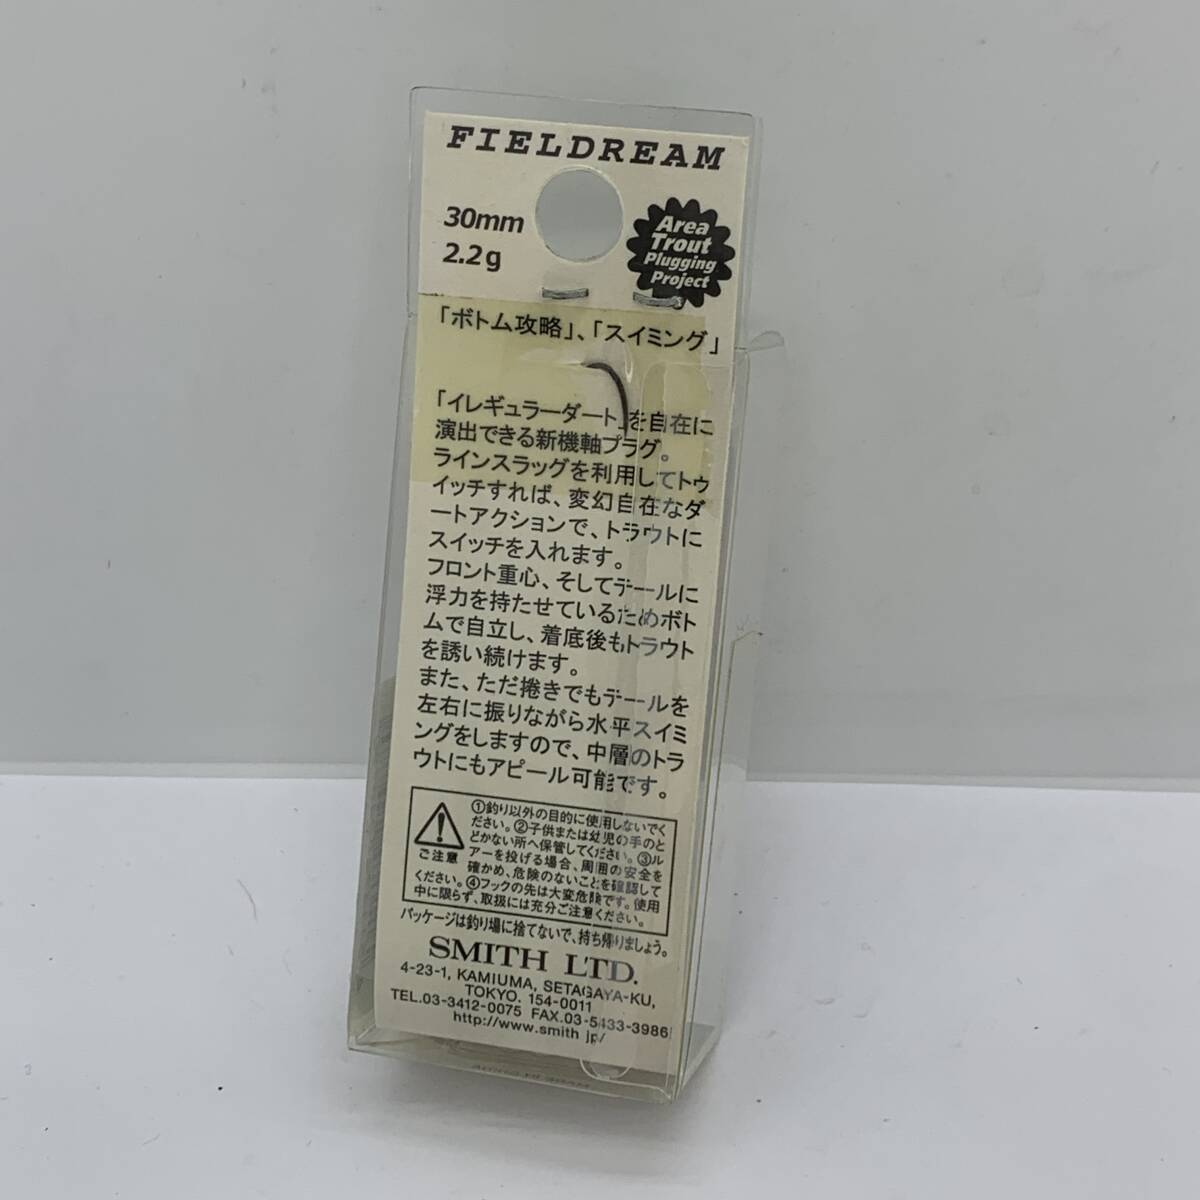 FIELDREAM
30mm
2.2g
Area
Trout
Plugging
Project
「ボトム攻略」、「スイミング」
「イレギュラーダート」を自在に
演出できる新機軸プラグ。
ラインスラッグを利用してトゥ
イッチすれば、変幻自在なダ
ートアクションで、トラウトに
スイッチを入れます。
フロント重心、そしてテールに
浮力を持たせているためボト
ムで自立し、着底後もトラウト
を誘い続けます。
また、ただ捲きでもテールを
左右に振りながら水平スイミ
ングをしますので、中層のトラ
ウトにもアピール可能です。
ご注意
①釣り以外の目的に使用しないでく
ださい。②子供または幼児の手のと
どかない所へ保管してください。③ル
アーを投げる場合、周囲の安全を
確かめ、危険のないことを確認して
ください。④フックの先は大変危険です。使用
中に限らず、取扱には充分ご注意ください。
パッケージは釣り場に捨てないで、持ち帰りましょう。
SMITH LTD.
4-23-1, KAMIUMA, SETAGAYA-KU,
TOKYO. 154-0011
TEL.03-3412-0075 FAX.03-5433-3986
http://www.smith jp/